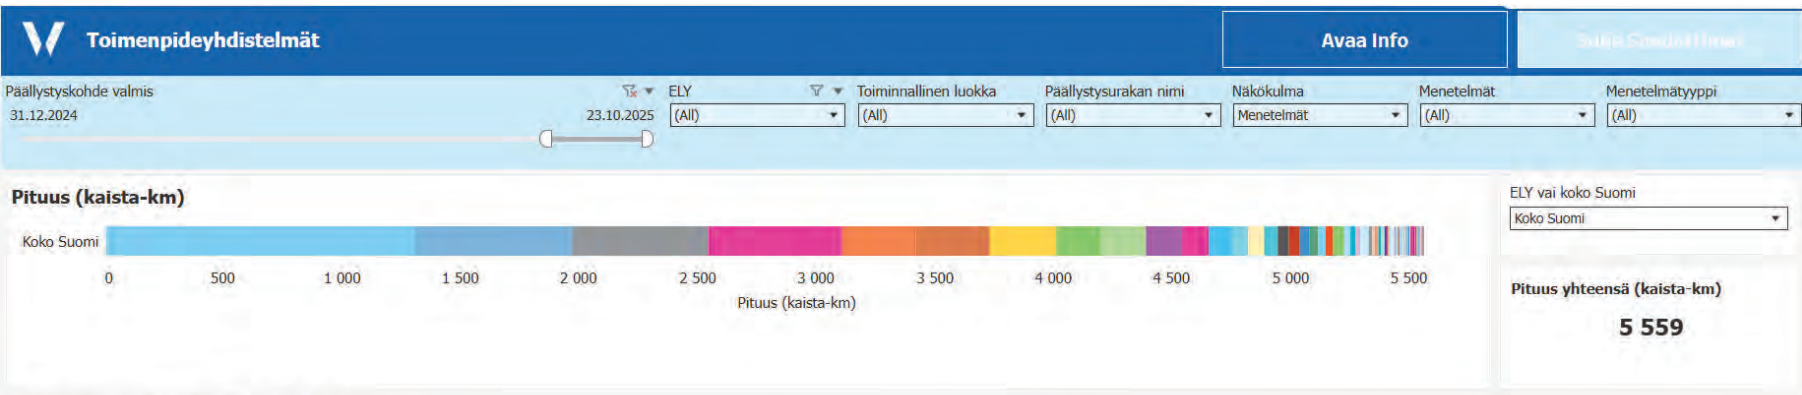 Toimenpideyhdistelmät
Avaa Info
Päällystyskohde valmis
31.12.2024
23.10.2025
ELY
(All)
Toiminnallinen luokka
(All)
Päällystysurakan nimi
(All)
Näkökulma
Menetelmät
Menetelmät
(All)
Menetelmätyyppi
(All)
Pituus (kaista-km)
Koko Suomi
0 500 1 000 1 500 2 000 2 500 3 000 3 500 4 000 4 500 5 000 5 500
Pituus (kaista-km)
ELY vai koko Suomi
Koko Suomi
Pituus yhteensä (kaista-km)
5 559